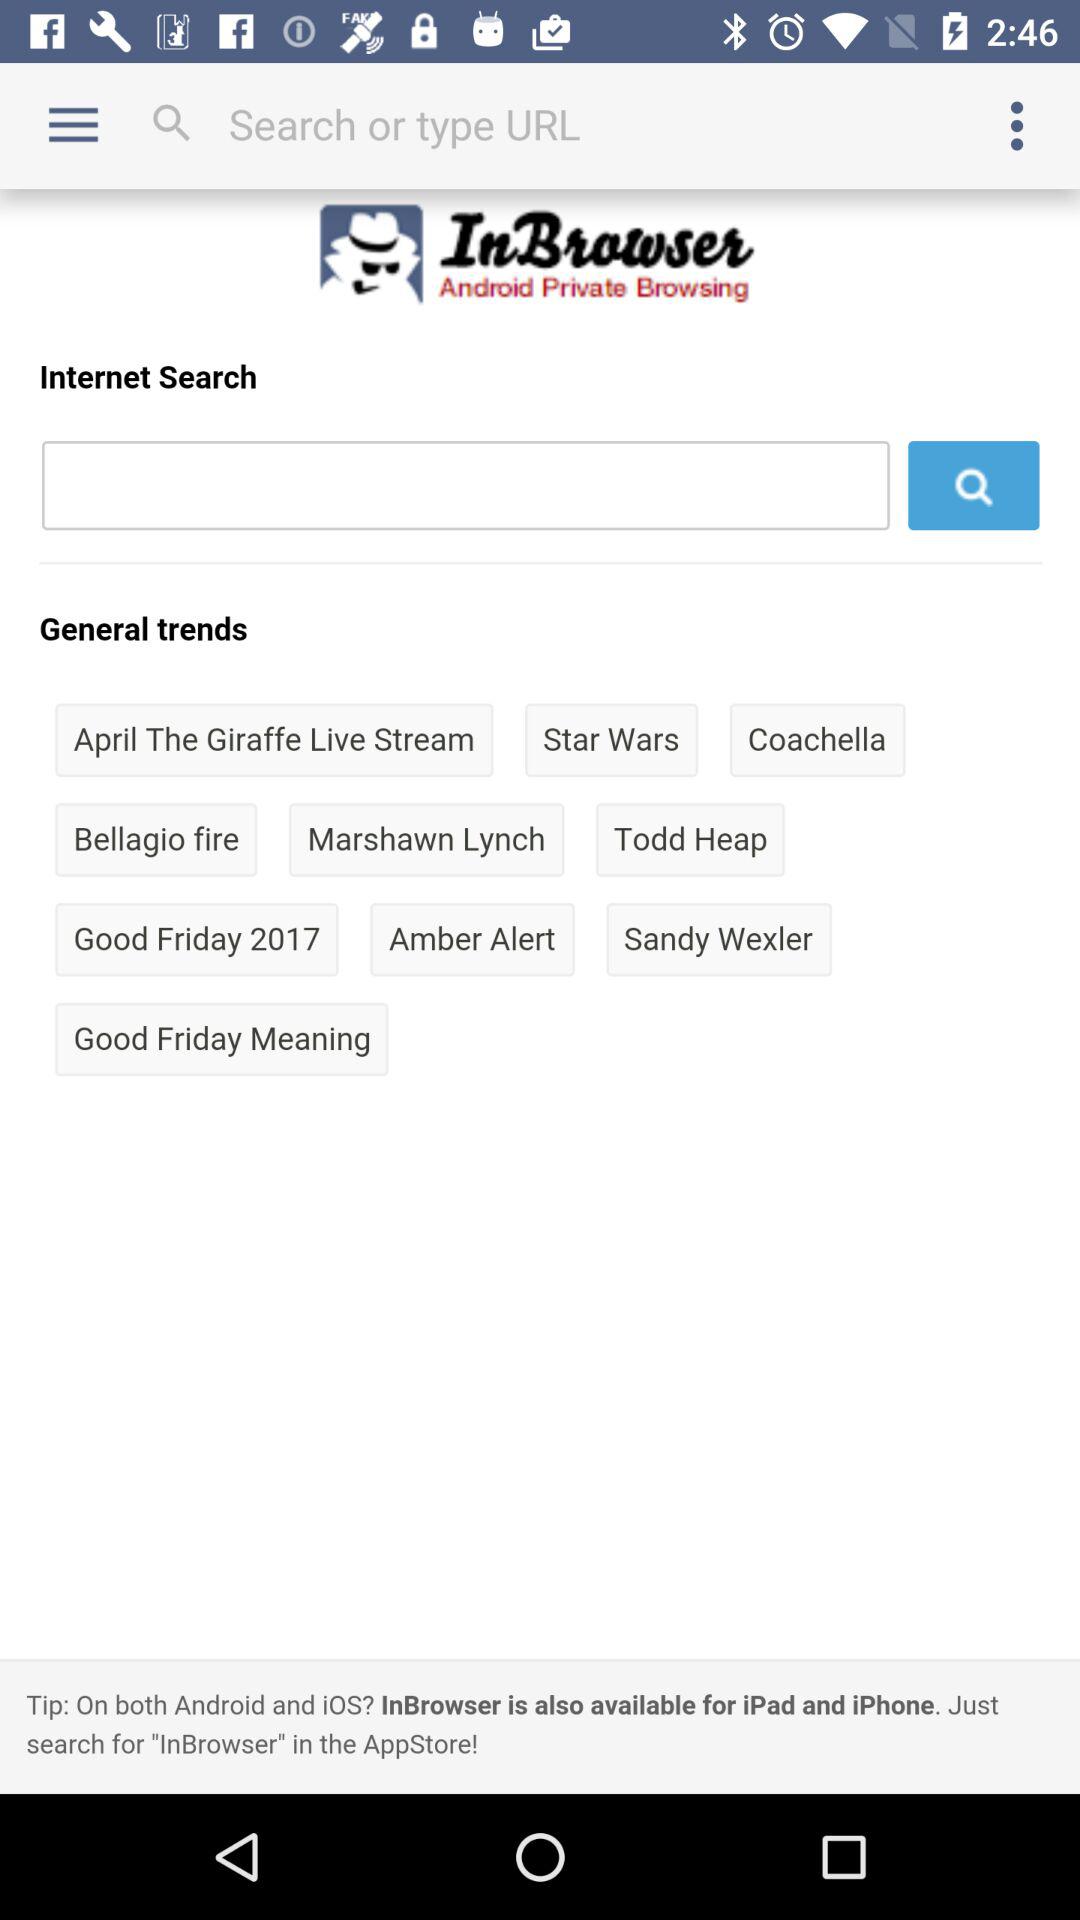 FAKE
2:46
Search or type URL
InBrowser
Android Private Browsing
Internet Search
General trends
April The Giraffe Live Stream Star Wars Coachella
Bellagio fire Marshawn Lynch Todd Heap
Good Friday 2017 Amber Alert Sandy Wexler
Good Friday Meaning
Tip: On both Android and iOS? InBrowser is also available for iPad and iPhone. Just
search for "InBrowser" in the AppStore!